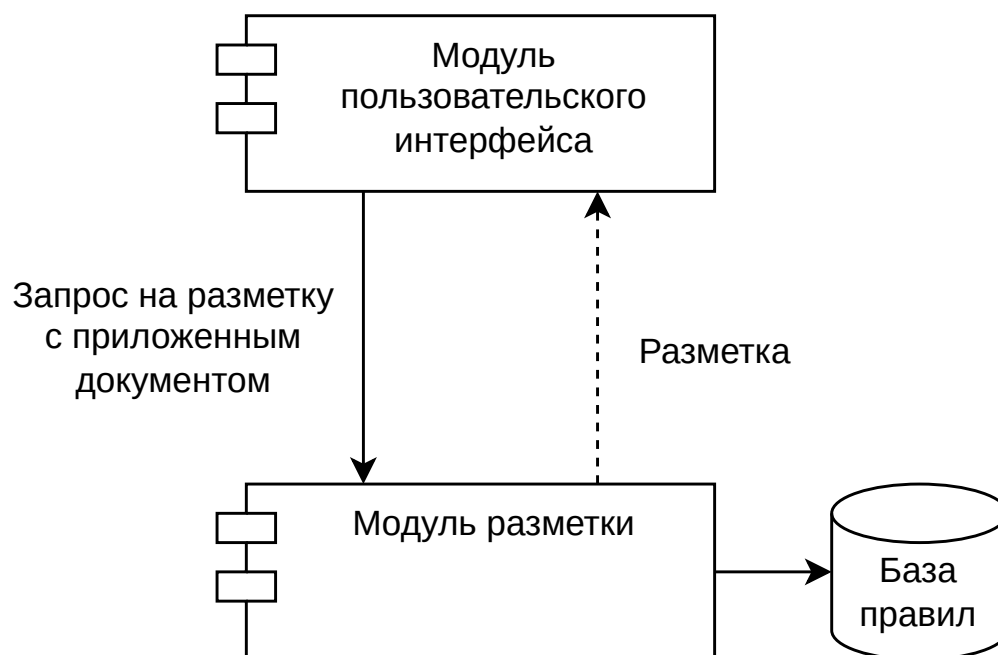 Модуль
пользовательского
интерфейса
Запрос на разметку
с приложенным
документом
Разметка
Модуль разметки
База
правил